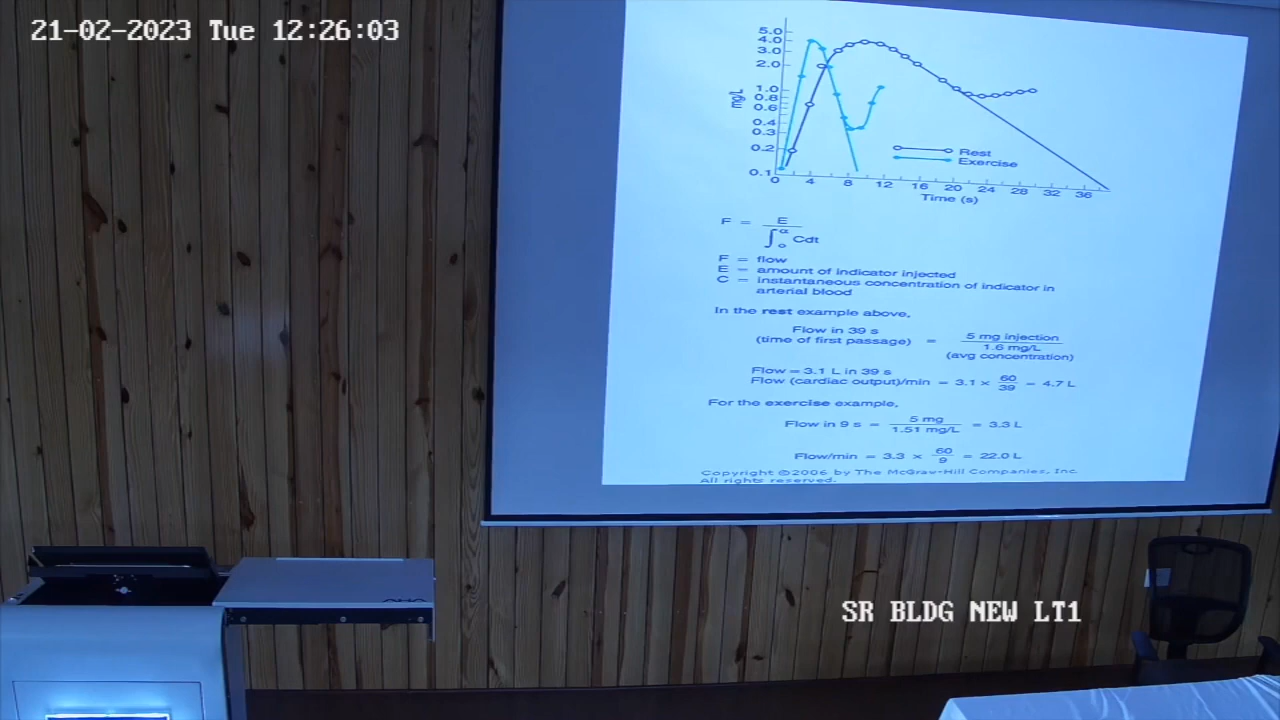 21-02-2023 Tue 12:26:03
5.0
4.0
3.0
2.0
1.0
0.8
0.6
0.4
0.3
0.2
0.1
mg/L
0 4 8 12 16 20 24 28 32 36
Time (s)
Rest
Exercise
F = E / ∫₀^α Cdt
F = flow
E = amount of indicator injected
C = instantaneous concentration of indicator in
arterial blood
In the rest example above,
Flow in 39 s
(time of first passage) = 5 mg injection / 1.6 mg/L
(avg concentration)
Flow = 3.1 L in 39 s
Flow (cardiac output)/min = 3.1 × 60/39 = 4.7 L
For the exercise example,
Flow in 9 s = 5 mg / 1.51 mg/L = 3.3 L
Flow/min = 3.3 × 60/9 = 22.0 L
Copyright ©2006 by The McGraw-Hill Companies, Inc.
All rights reserved.
SR BLDG NEW LT1